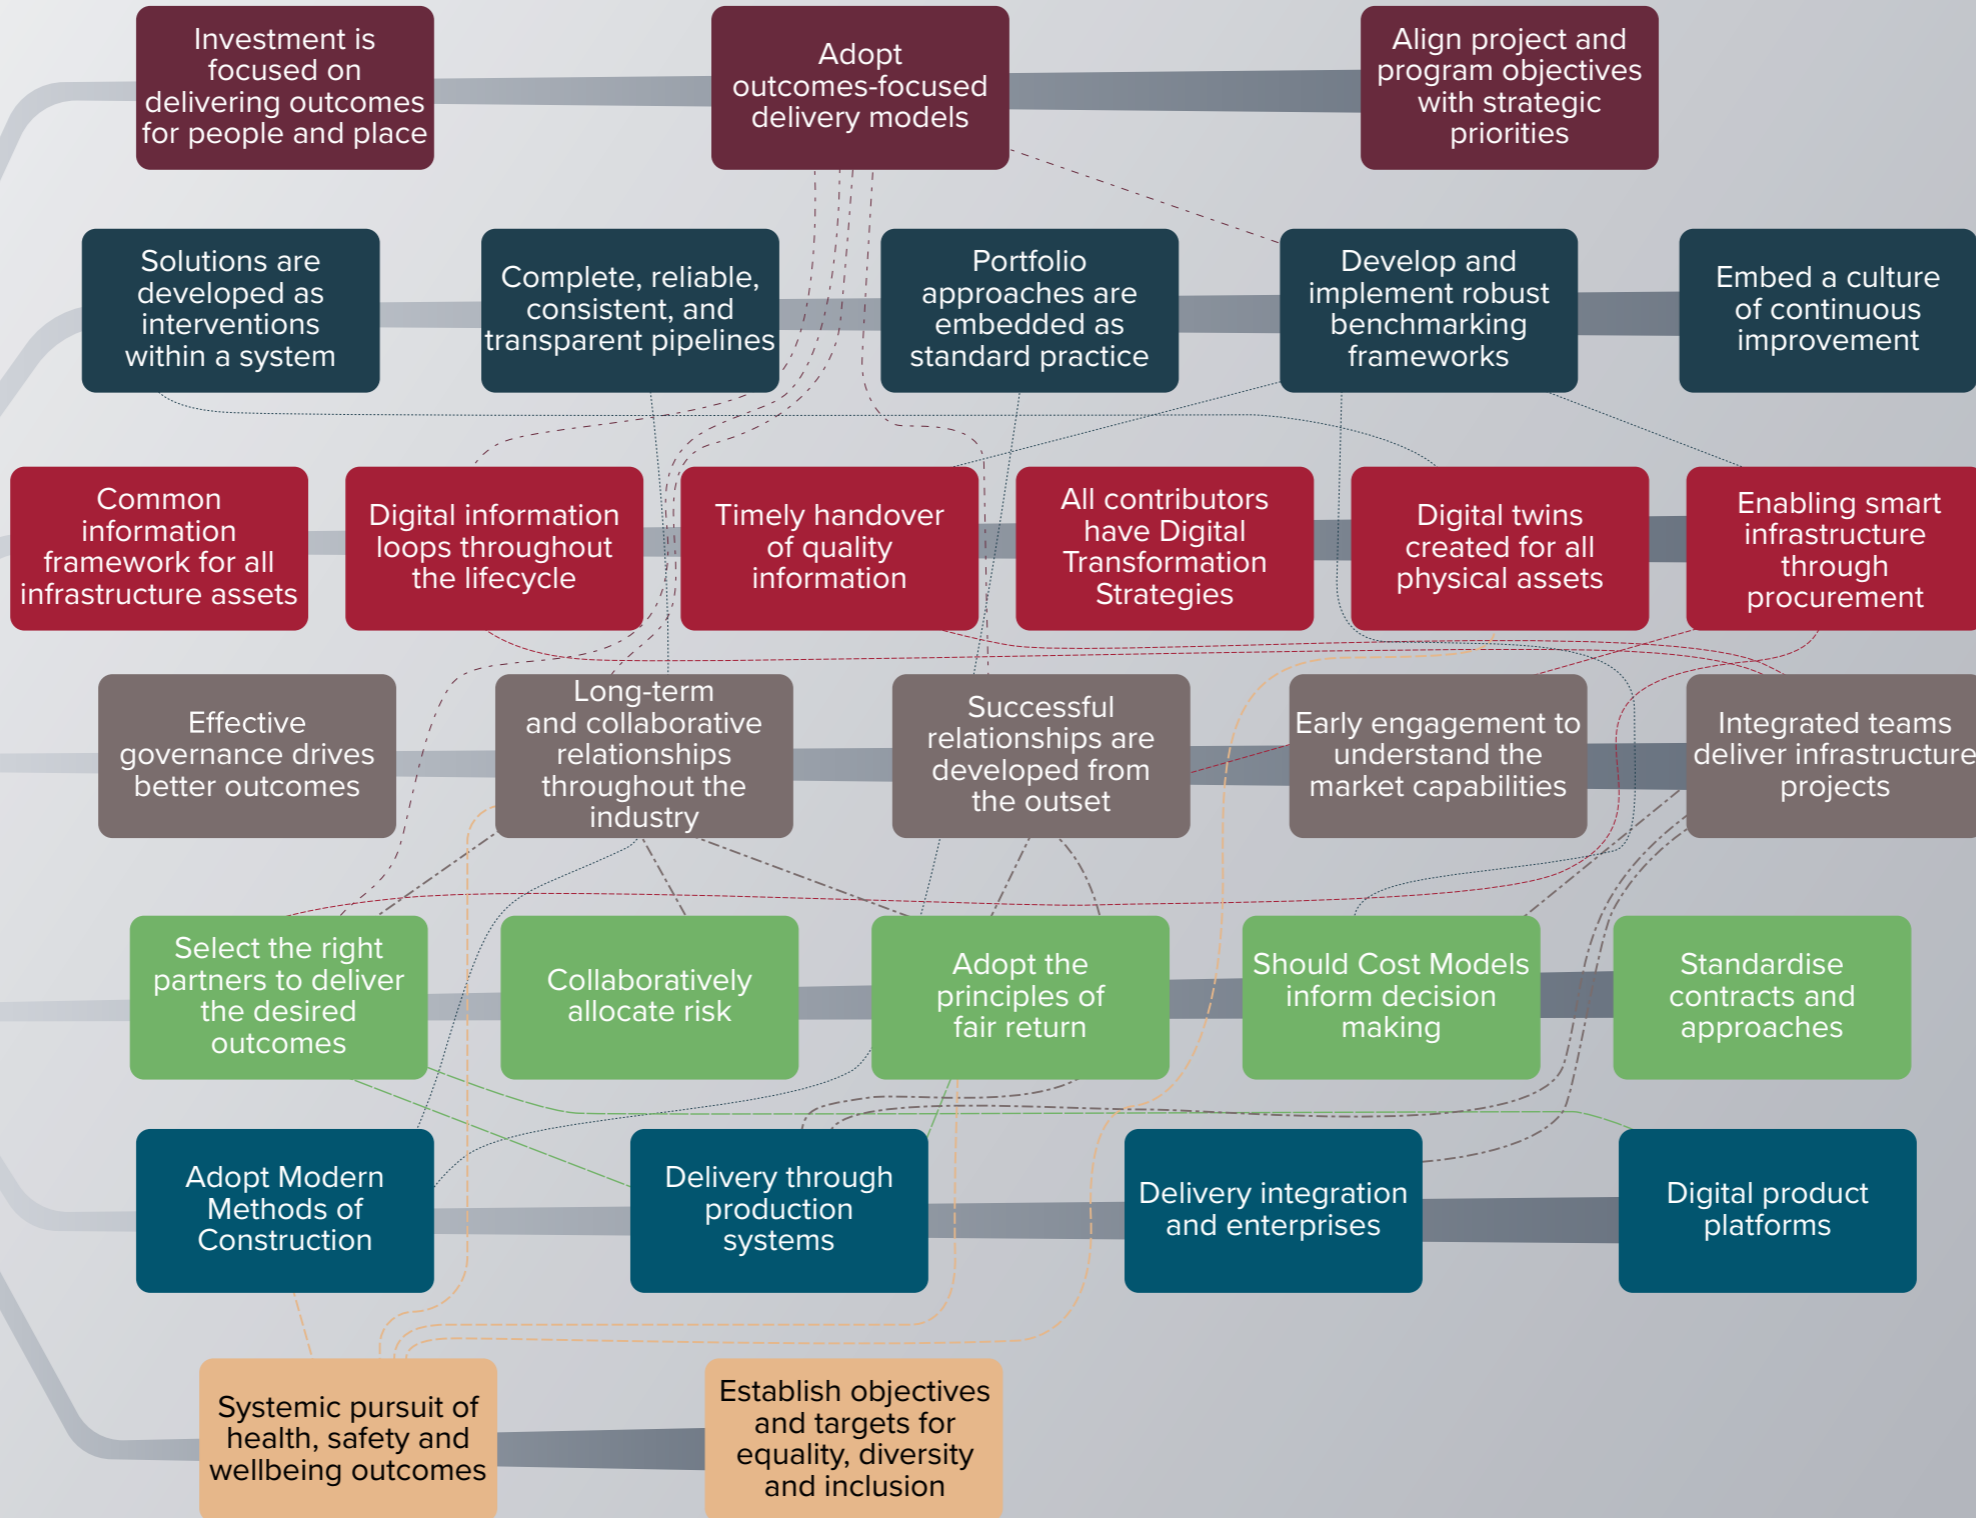 Investment is
focused on
delivering outcomes
for people and place
Adopt
outcomes-focused
delivery models
Align project and
program objectives
with strategic
priorities
Solutions are
developed as
interventions
within a system
Complete, reliable,
consistent, and
transparent pipelines
Portfolio
approaches are
embedded as
standard practice
Develop and
implement robust
benchmarking
frameworks
Embed a culture
of continuous
improvement
Common
information
framework for all
infrastructure assets
Digital information
loops throughout
the lifecycle
Timely handover
of quality
information
All contributors
have Digital
Transformation
Strategies
Digital twins
created for all
physical assets
Enabling smart
infrastructure
through
procurement
Effective
governance drives
better outcomes
Long-term
and collaborative
relationships
throughout the
industry
Successful
relationships are
developed from
the outset
Early engagement to
understand the
market capabilities
Integrated teams
deliver infrastructure
projects
Select the right
partners to deliver
the desired
outcomes
Collaboratively
allocate risk
Adopt the
principles of
fair return
Should Cost Models
inform decision
making
Standardise
contracts and
approaches
Adopt Modern
Methods of
Construction
Delivery through
production
systems
Delivery integration
and enterprises
Digital product
platforms
Systemic pursuit of
health, safety and
wellbeing outcomes
Establish objectives
and targets for
equality, diversity
and inclusion